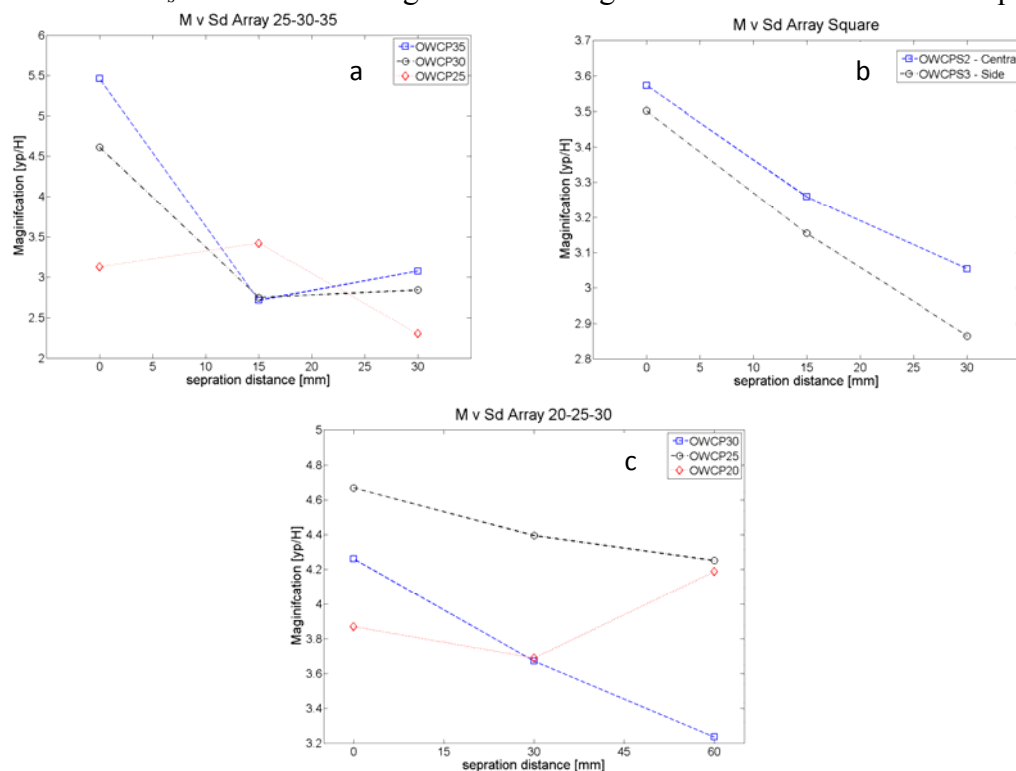 M v Sd Array 25-30-35
a
OWCP35
OWCP30
OWCP25
Maginifcation [yp/H]
5.5
5
4.5
4
3.5
3
2.5
2
0 5 10 15 20 25 30
sepration distance [mm]
M v Sd Array Square
b
OWCPS2 - Central
OWCPS3 - Side
Maginifcation [yp/H]
3.7
3.6
3.5
3.4
3.3
3.2
3.1
3
2.9
2.8
0 5 10 15 20 25 30
sepration distance [mm]
M v Sd Array 20-25-30
c
OWCP30
OWCP25
OWCP20
Maginifcation [yp/H]
5
4.8
4.6
4.4
4.2
4
3.8
3.6
3.4
3.2
0 15 30 45 60
sepration distance [mm]